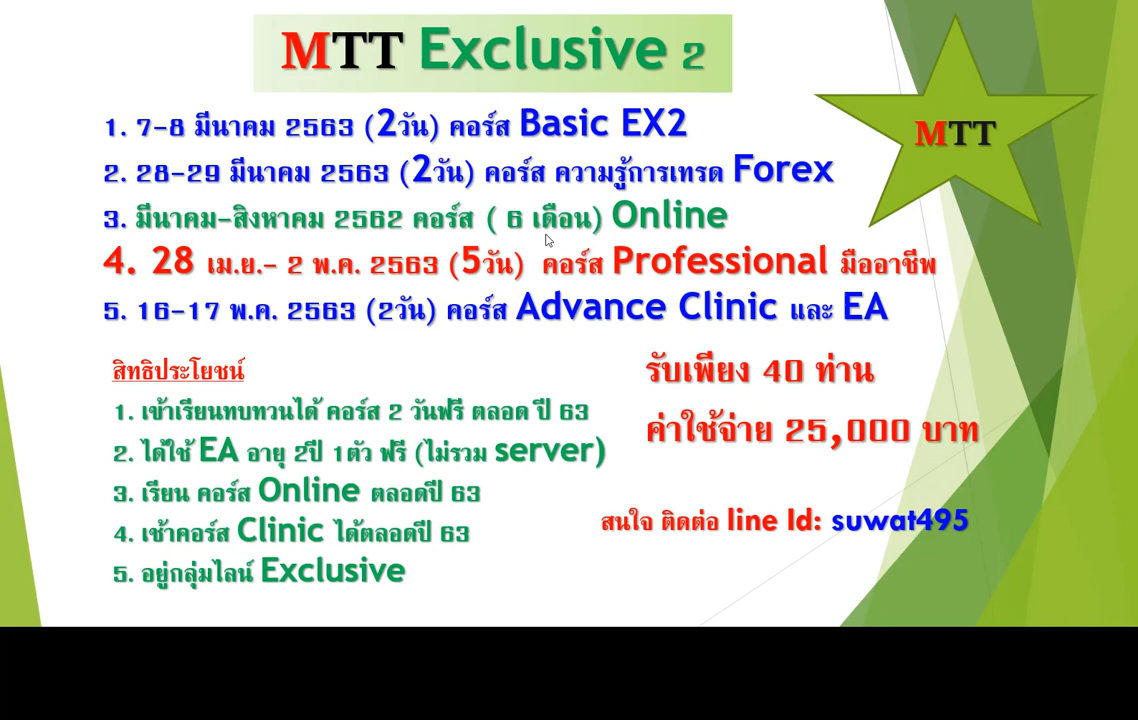 MTT Exclusive 2
MTT
1. 7-8 มีนาคม 2563 (2วัน) คอร์ส Basic EX2
2. 28-29 มีนาคม 2563 (2วัน) คอร์ส ความรู้การเทรด Forex
3. มีนาคม-สิงหาคม 2562 คอร์ส ( 6 เดือน) Online
4. 28 เม.ย.- 2 พ.ค. 2563 (5วัน) คอร์ส Professional มืออาชีพ
5. 16-17 พ.ค. 2563 (2วัน) คอร์ส Advance Clinic และ EA
สิทธิประโยชน์
1. เข้าเรียนทบทวนได้ คอร์ส 2 วันฟรี ตลอด ปี 63
2. ได้ใช้ EA อายุ 2ปี 1ตัว ฟรี (ไม่รวม server)
3. เรียน คอร์ส Online ตลอดปี 63
4. เข้าคอร์ส Clinic ได้ตลอดปี 63
5. อยู่กลุ่มไลน์ Exclusive
รับเพียง 40 ท่าน
ค่าใช้จ่าย 25,000 บาท
สนใจ ติดต่อ line Id: suwat495